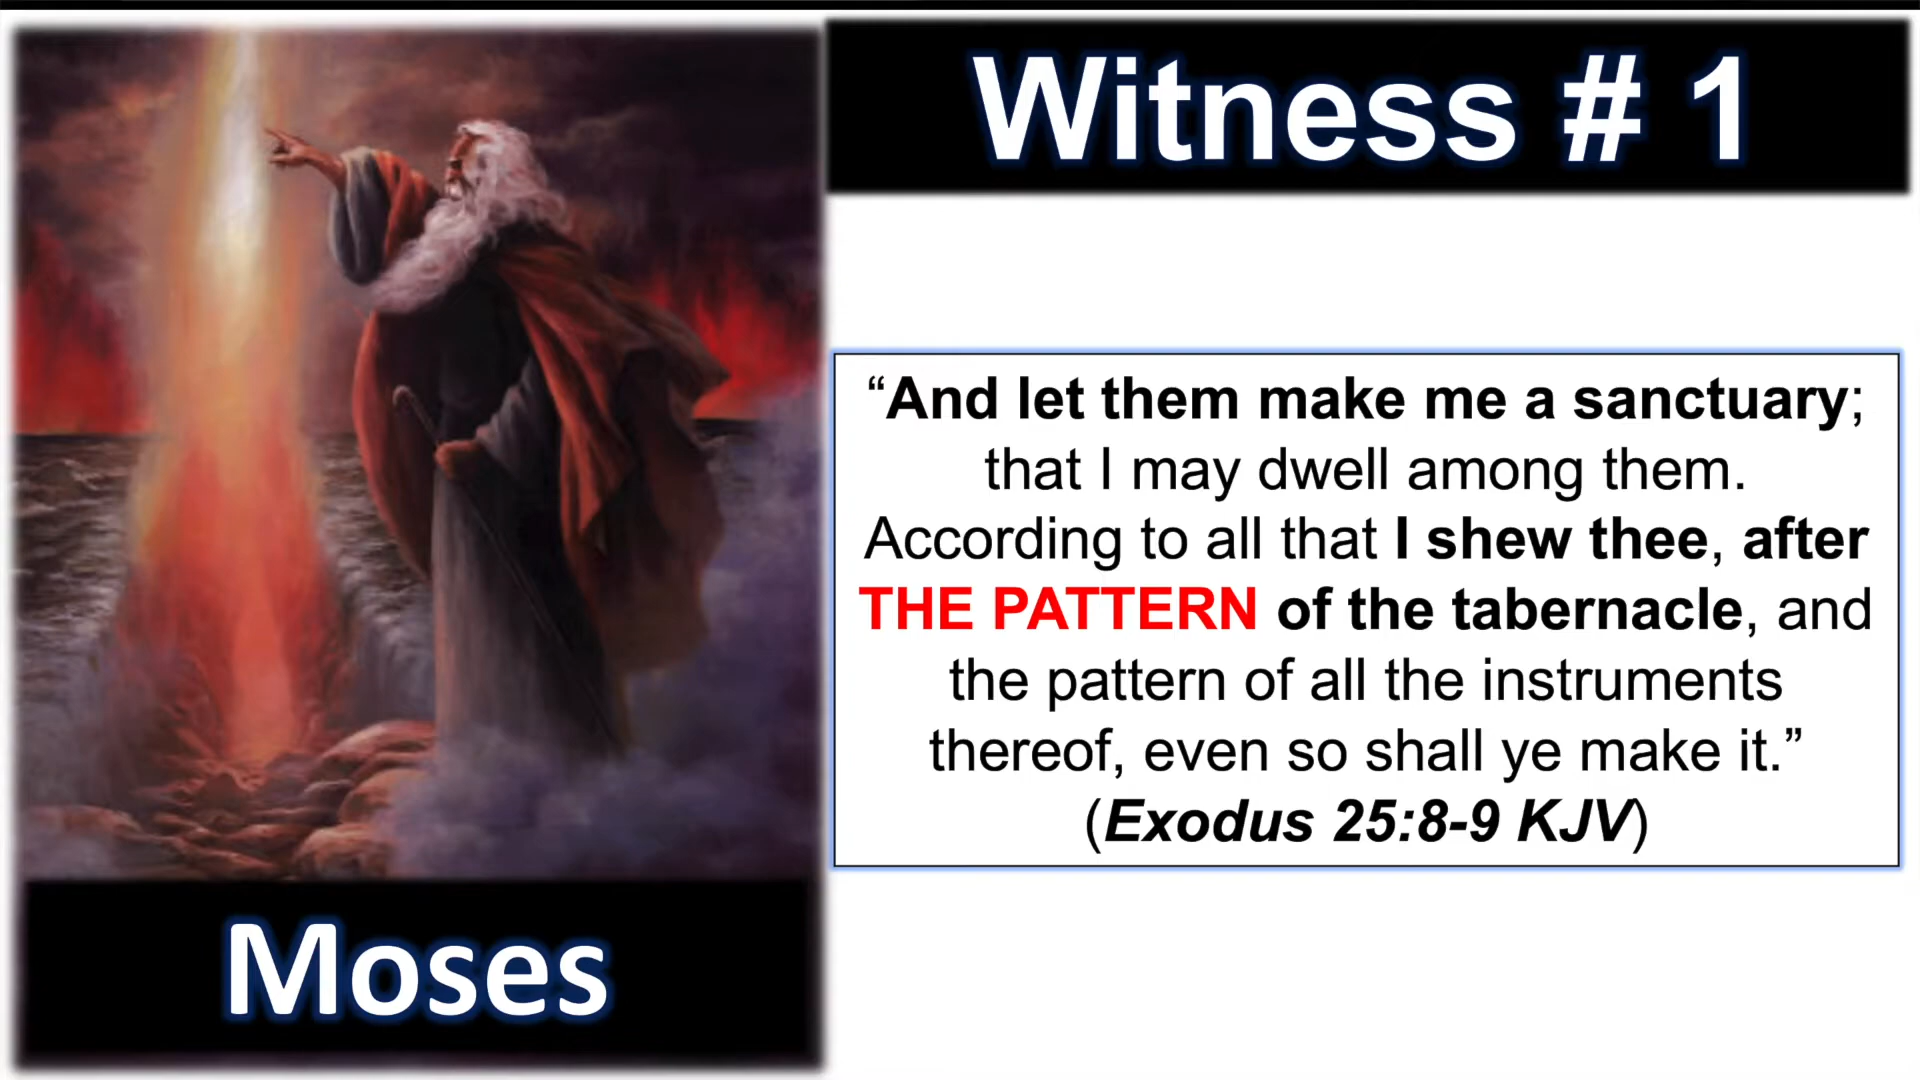 Witness # 1
“And let them make me a sanctuary;
that I may dwell among them.
According to all that I shew thee, after
THE PATTERN of the tabernacle, and
the pattern of all the instruments
thereof, even so shall ye make it.”
(Exodus 25:8-9 KJV)
Moses